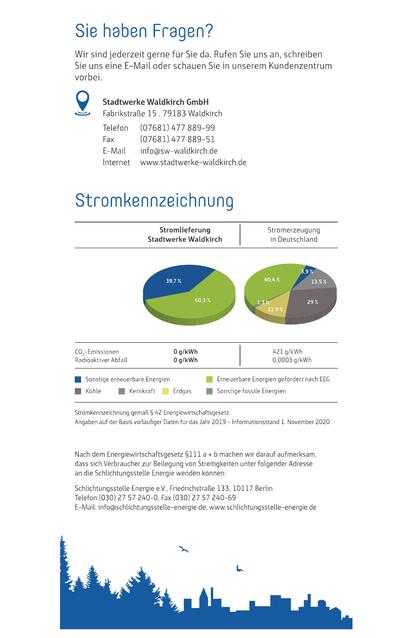 Sie haben Fragen?
Wir sind jederzeit gerne für Sie da. Rufen Sie uns an, schreiben
Sie uns eine E-Mail oder schauen Sie in unserem Kundenzentrum
vorbei.
Stadtwerke Waldkirch GmbH
Fabrikstraße 15 . 79183 Waldkirch
Telefon (07681) 477 889-99
Fax (07681) 477 889-51
E-Mail info@sw-waldkirch.de
Internet www.stadtwerke-waldkirch.de
Stromkennzeichnung
Stromlieferung
Stadtwerke Waldkirch
Stromerzeugung
in Deutschland
39,7 %
60,3 %
40,4 %
3,9 %
13,5 %
29 %
11,9 %
1,3 %
CO₂-Emissionen 0 g/kWh 421 g/kWh
Radioaktiver Abfall 0 g/kWh 0,0003 g/kWh
Sonstige erneuerbare Energien
Erneuerbare Energien gefördert nach EEG
Kohle Kernkraft Erdgas Sonstige fossile Energien
Stromkennzeichnung gemäß § 42 Energiewirtschaftsgesetz
Angaben auf der Basis vorläufiger Daten für das Jahr 2019 – Informationsstand 1. November 2020
Nach dem Energiewirtschaftsgesetz §111 a + b machen wir darauf aufmerksam,
dass sich Verbraucher zur Beilegung von Streitigkeiten unter folgender Adresse
an die Schlichtungsstelle Energie wenden können:
Schlichtungsstelle Energie e.V., Friedrichstraße 133, 10117 Berlin
Telefon (030) 27 57 240-0, Fax (030) 27 57 240-69
E-Mail: info@schlichtungsstelle-energie.de, www.schlichtungsstelle-energie.de